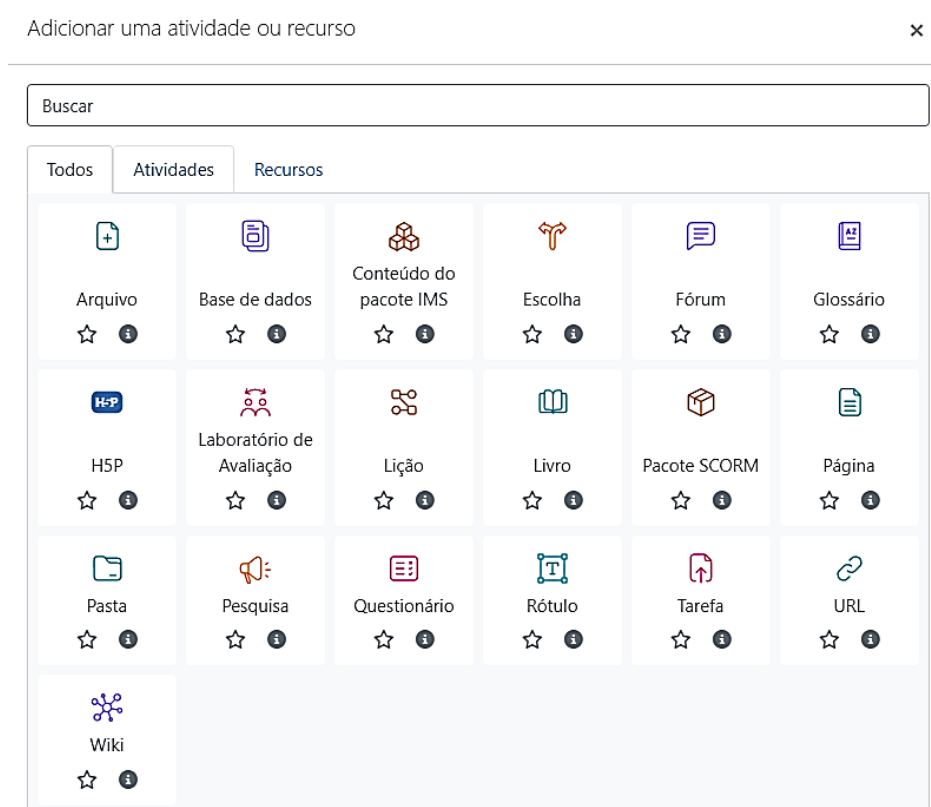 Adicionar uma atividade ou recurso
×
Buscar
Todos
Atividades
Recursos
Arquivo
Base de dados
Conteúdo do
pacote IMS
Escolha
Fórum
Glossário
H5P
H5P
Laboratório de
Avaliação
Lição
Livro
Pacote SCORM
Página
Pasta
Pesquisa
Questionário
Rótulo
Tarefa
URL
Wiki